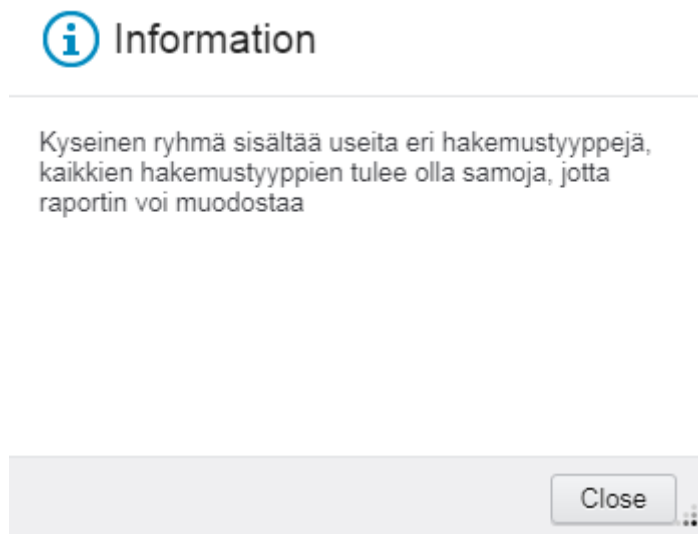 Information
Kyseinen ryhmä sisältää useita eri hakemustyyppejä,
kaikkien hakemustyyppien tulee olla samoja, jotta
raportin voi muodostaa
Close